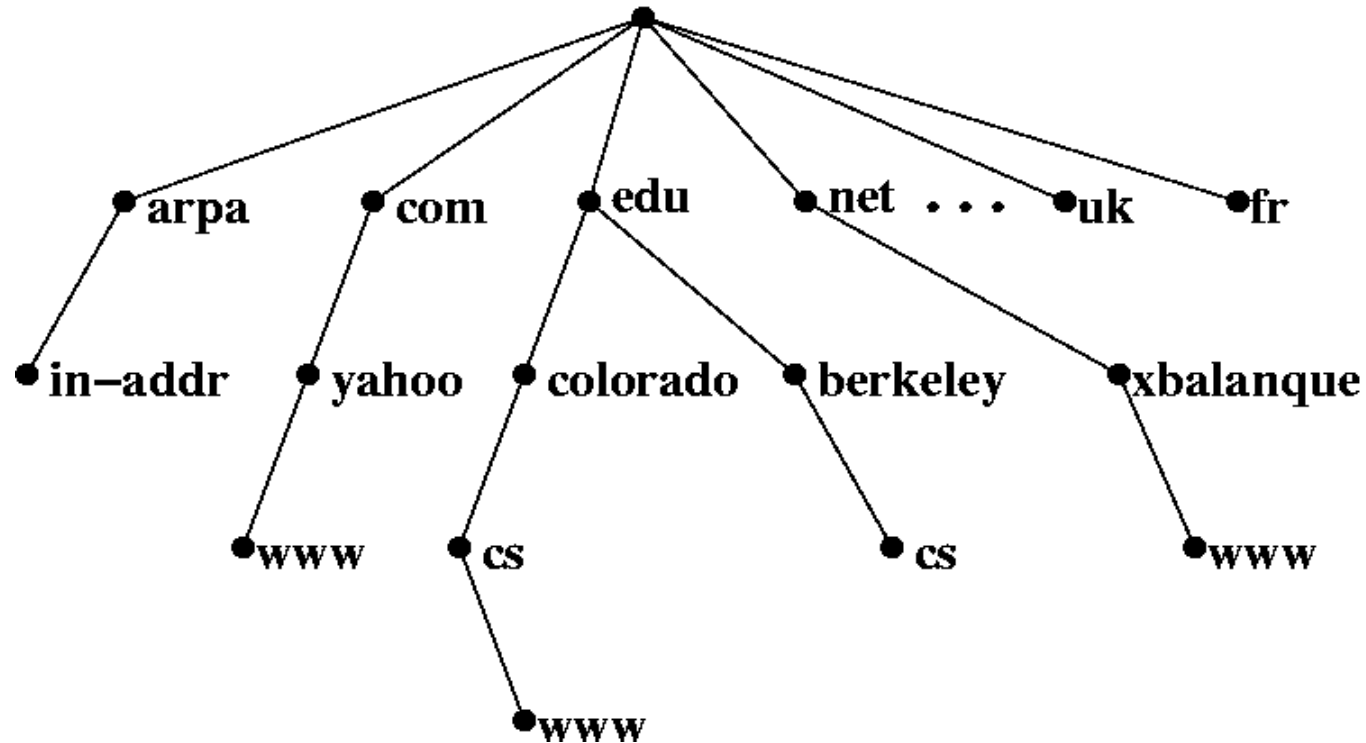 arpa com edu net . . . uk fr
in-addr yahoo colorado berkeley xbalanque
www cs cs www
www